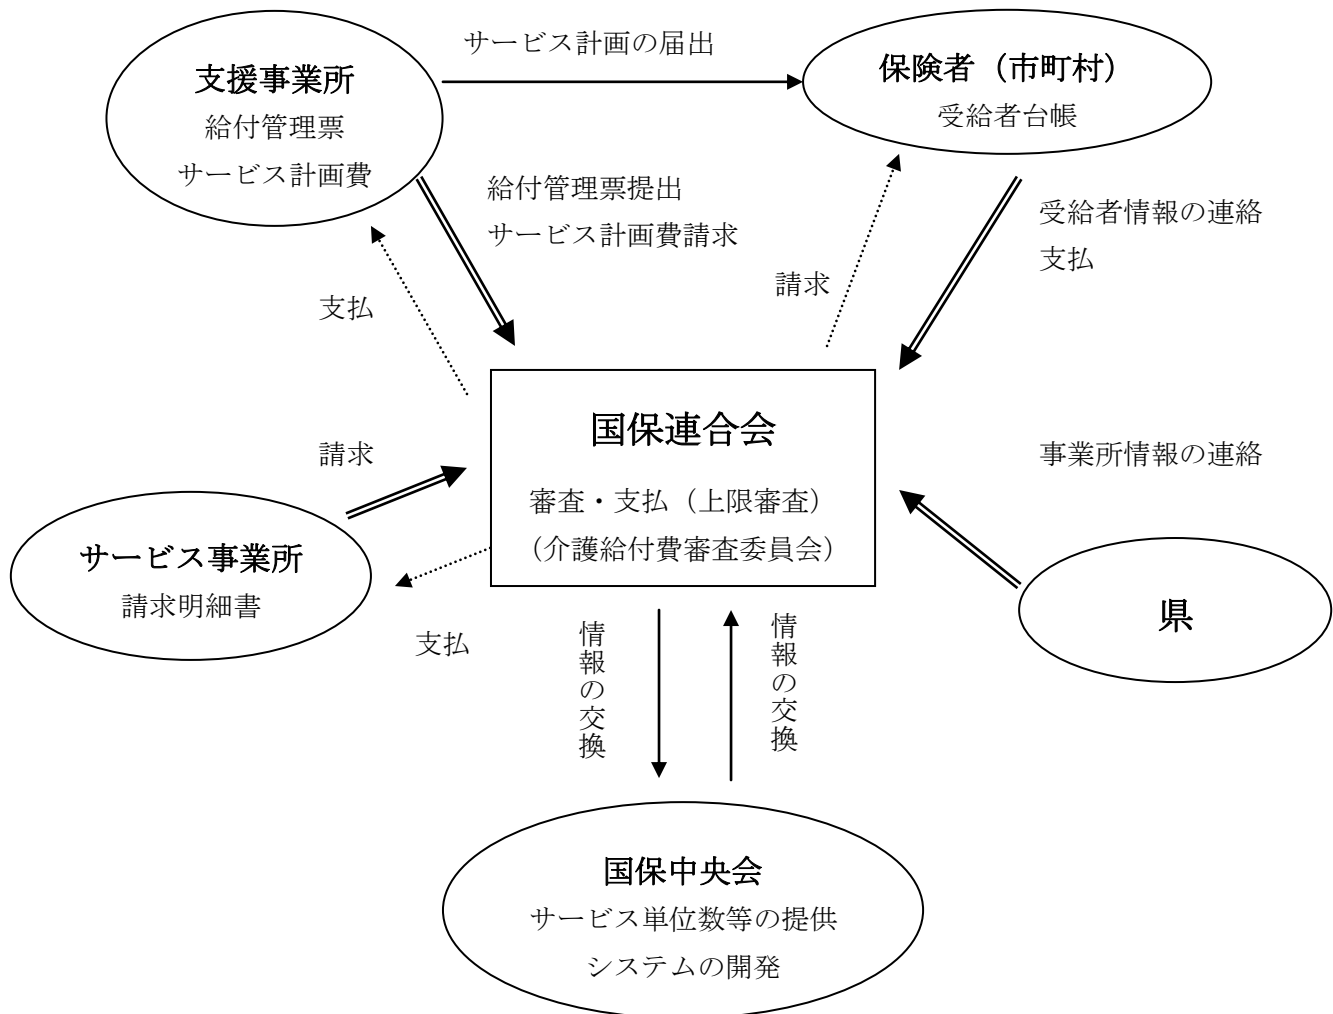 サービス計画の届出
支援事業所
給付管理票
サービス計画費
保険者（市町村）
受給者台帳
給付管理票提出
サービス計画費請求
受給者情報の連絡
支払
請求
支払
国保連合会
審査・支払（上限審査）
（介護給付費審査委員会）
請求
事業所情報の連絡
サービス事業所
請求明細書
支払
県
情報の交換
情報の交換
国保中央会
サービス単位数等の提供
システムの開発